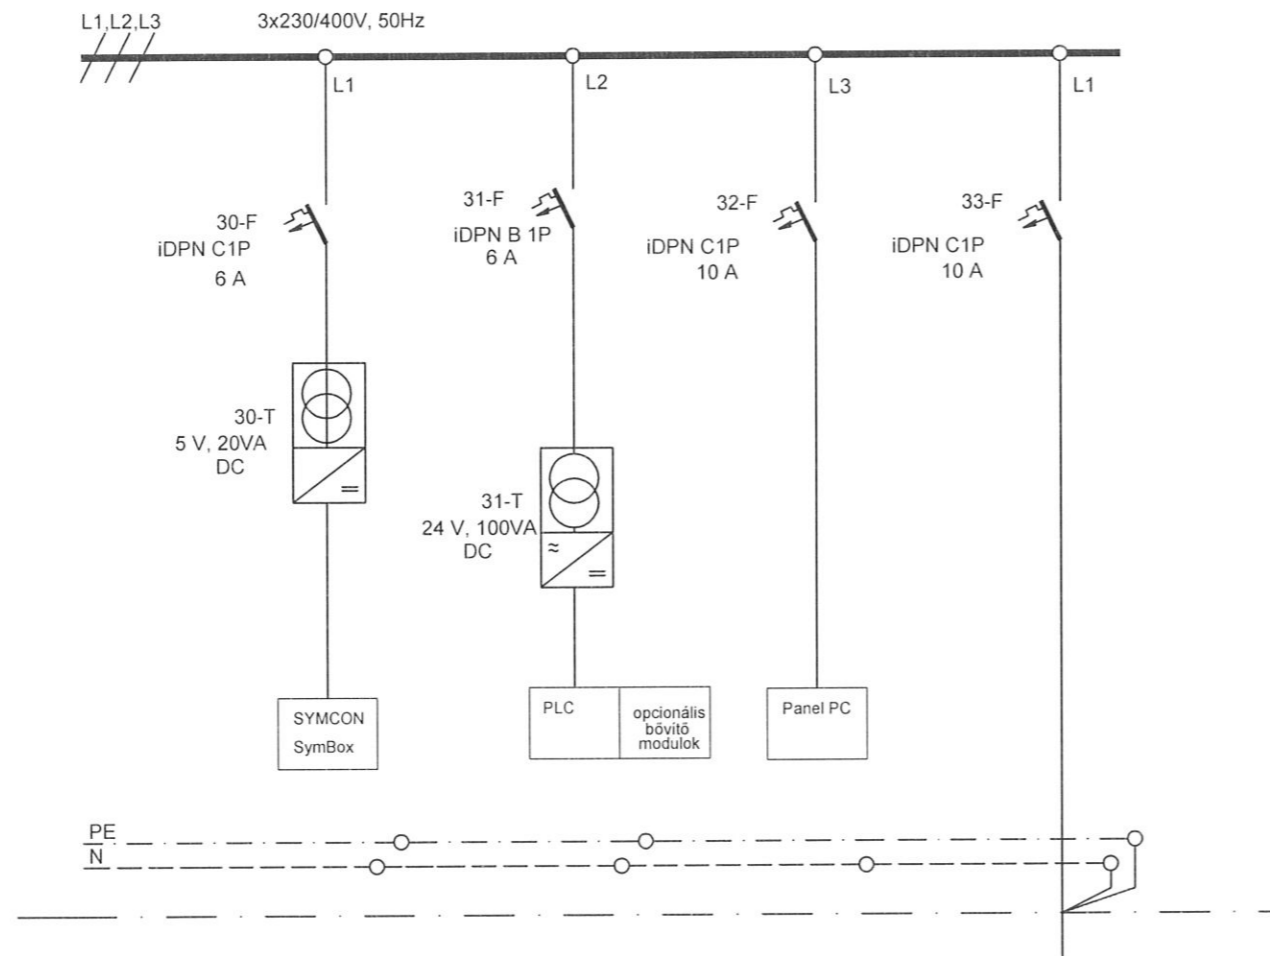 L1,L2,L3
3x230/400V, 50Hz
L1
L2
L3
L1
30-F
iDPN C1P
6 A
31-F
iDPN B 1P
6 A
32-F
iDPN C1P
10 A
33-F
iDPN C1P
10 A
30-T
5 V, 20VA
DC
31-T
24 V, 100VA
DC
SYMCON
SymBox
PLC
opcionális
bővítő
modulok
Panel PC
PE
N